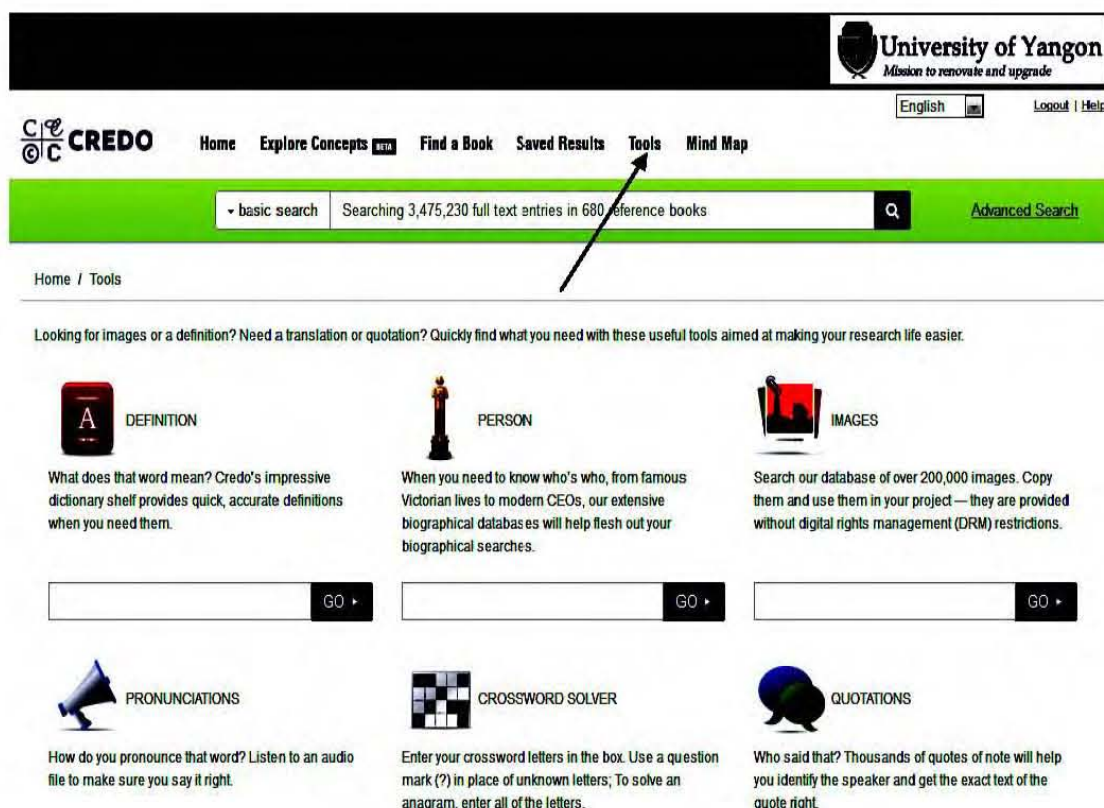 University of Yangon
Mission to renovate and upgrade
English
Logout | Help
CREDO
Home Explore Concepts BETA Find a Book Saved Results Tools Mind Map
basic search Searching 3,475,230 full text entries in 680 reference books Advanced Search
Home / Tools
Looking for images or a definition? Need a translation or quotation? Quickly find what you need with these useful tools aimed at making your research life easier.
A
DEFINITION
What does that word mean? Credo's impressive
dictionary shelf provides quick, accurate definitions
when you need them.
GO
PERSON
When you need to know who's who, from famous
Victorian lives to modern CEOs, our extensive
biographical databases will help flesh out your
biographical searches.
GO
IMAGES
Search our database of over 200,000 images. Copy
them and use them in your project — they are provided
without digital rights management (DRM) restrictions.
GO
PRONUNCIATIONS
How do you pronounce that word? Listen to an audio
file to make sure you say it right.
CROSSWORD SOLVER
Enter your crossword letters in the box. Use a question
mark (?) in place of unknown letters; To solve an
anagram, enter all of the letters.
QUOTATIONS
Who said that? Thousands of quotes of note will help
you identify the speaker and get the exact text of the
quote right.